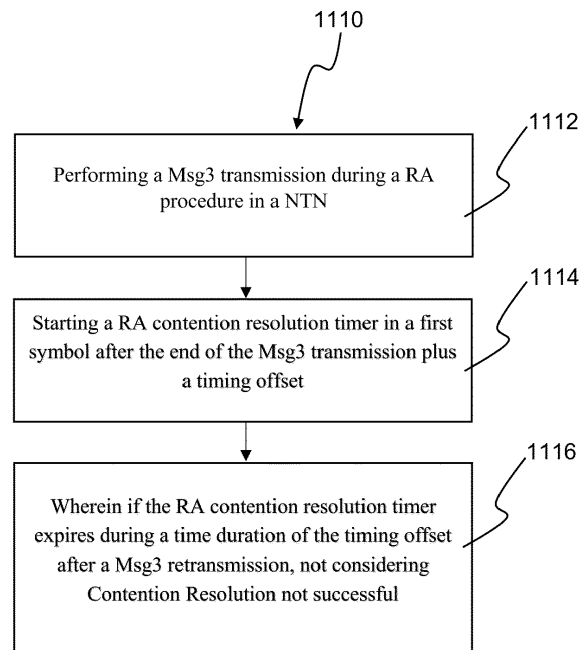 1110
1112
Performing a Msg3 transmission during a RA
procedure in a NTN
1114
Starting a RA contention resolution timer in a first
symbol after the end of the Msg3 transmission plus
a timing offset
1116
Wherein if the RA contention resolution timer
expires during a time duration of the timing offset
after a Msg3 retransmission, not considering
Contention Resolution not successful